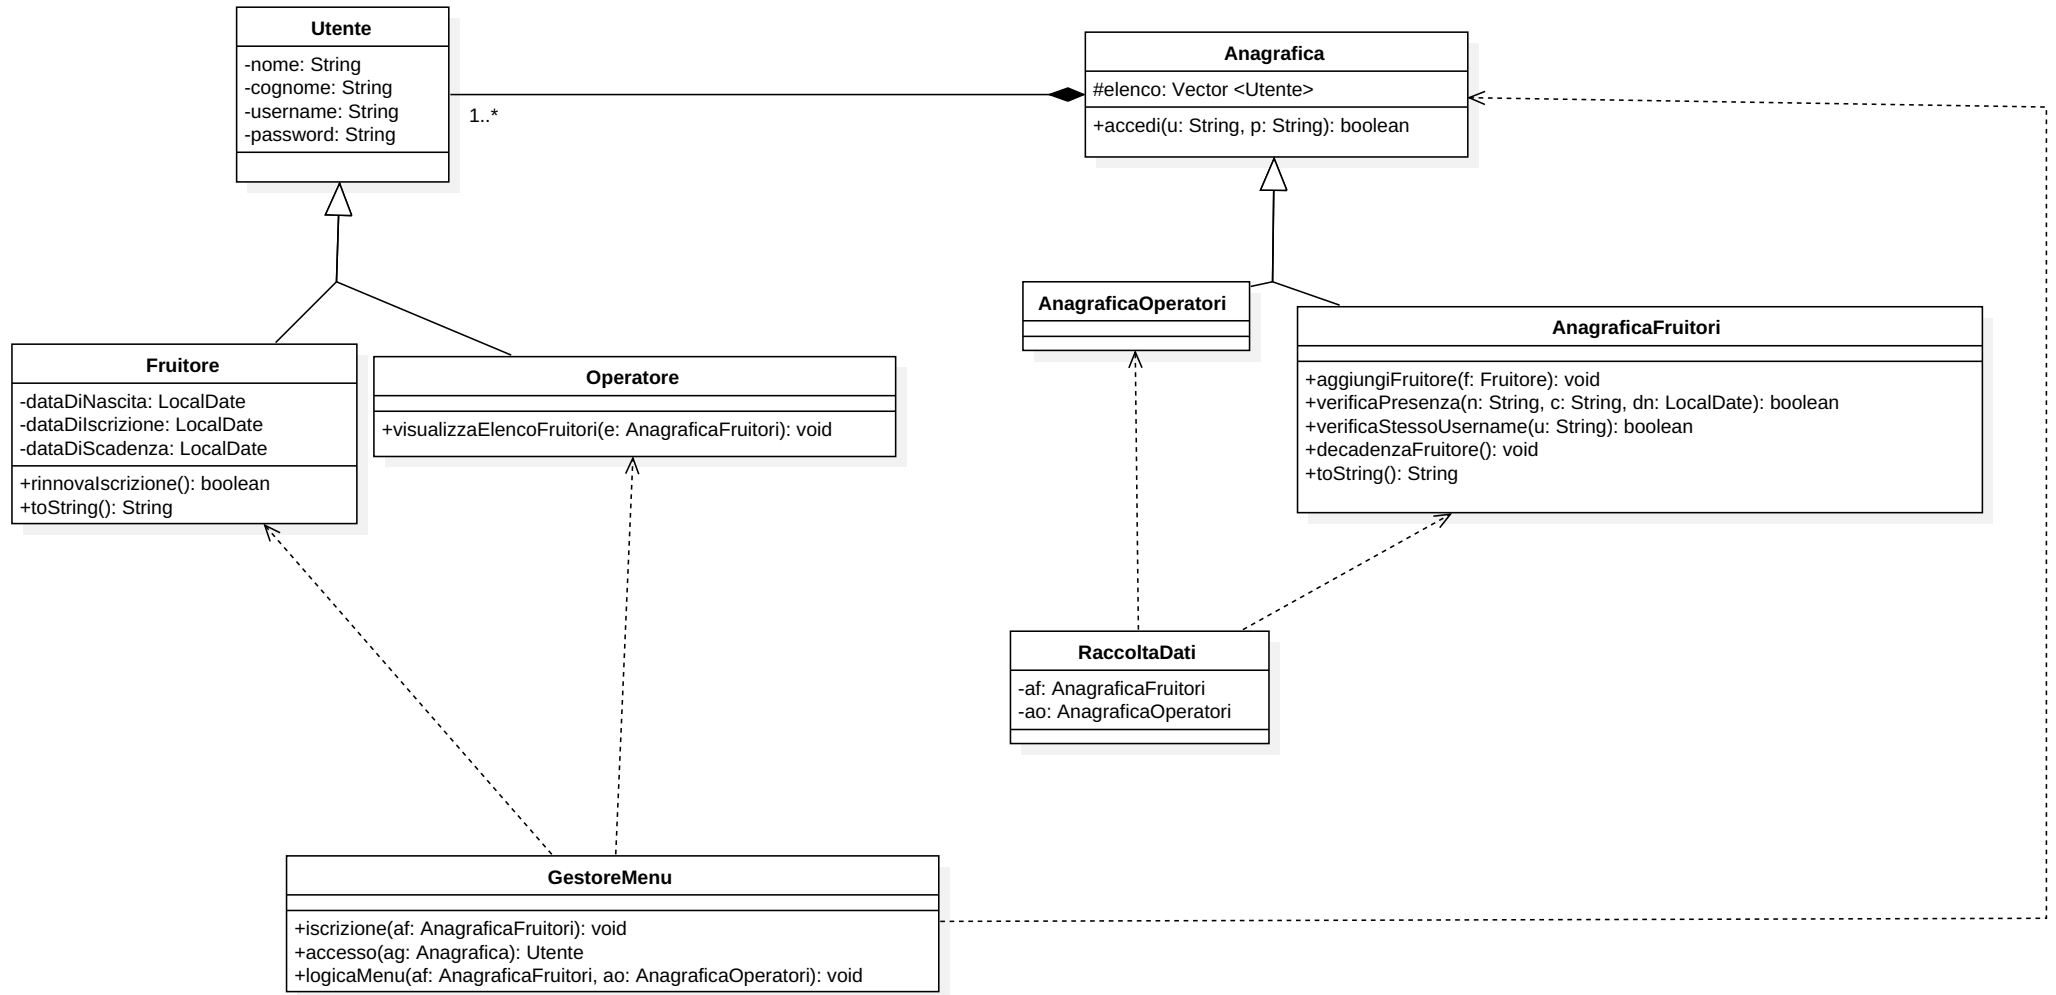 Utente
-nome: String
-cognome: String
-username: String
-password: String
1..*
Anagrafica
#elenco: Vector <Utente>
+accedi(u: String, p: String): boolean
Fruitore
-dataDiNascita: LocalDate
-dataDiIscrizione: LocalDate
-dataDiScadenza: LocalDate
+rinnovaIscrizione(): boolean
+toString(): String
Operatore
+visualizzaElencoFruitori(e: AnagraficaFruitori): void
AnagraficaOperatori
AnagraficaFruitori
+aggiungiFruitore(f: Fruitore): void
+verificaPresenza(n: String, c: String, dn: LocalDate): boolean
+verificaStessoUsername(u: String): boolean
+decadenzaFruitore(): void
+toString(): String
RaccoltaDati
-af: AnagraficaFruitori
-ao: AnagraficaOperatori
GestoreMenu
+iscrizione(af: AnagraficaFruitori): void
+accesso(ag: Anagrafica): Utente
+logicaMenu(af: AnagraficaFruitori, ao: AnagraficaOperatori): void